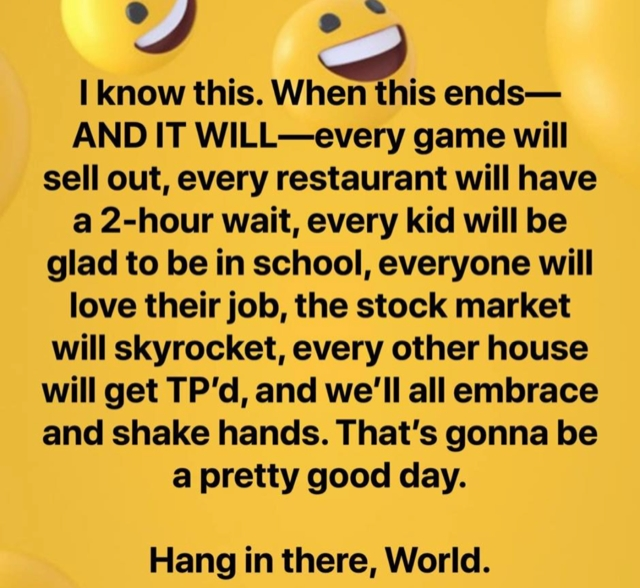 I know this. When this ends—
AND IT WILL—every game will
sell out, every restaurant will have
a 2-hour wait, every kid will be
glad to be in school, everyone will
love their job, the stock market
will skyrocket, every other house
will get TP’d, and we’ll all embrace
and shake hands. That’s gonna be
a pretty good day.
Hang in there, World.